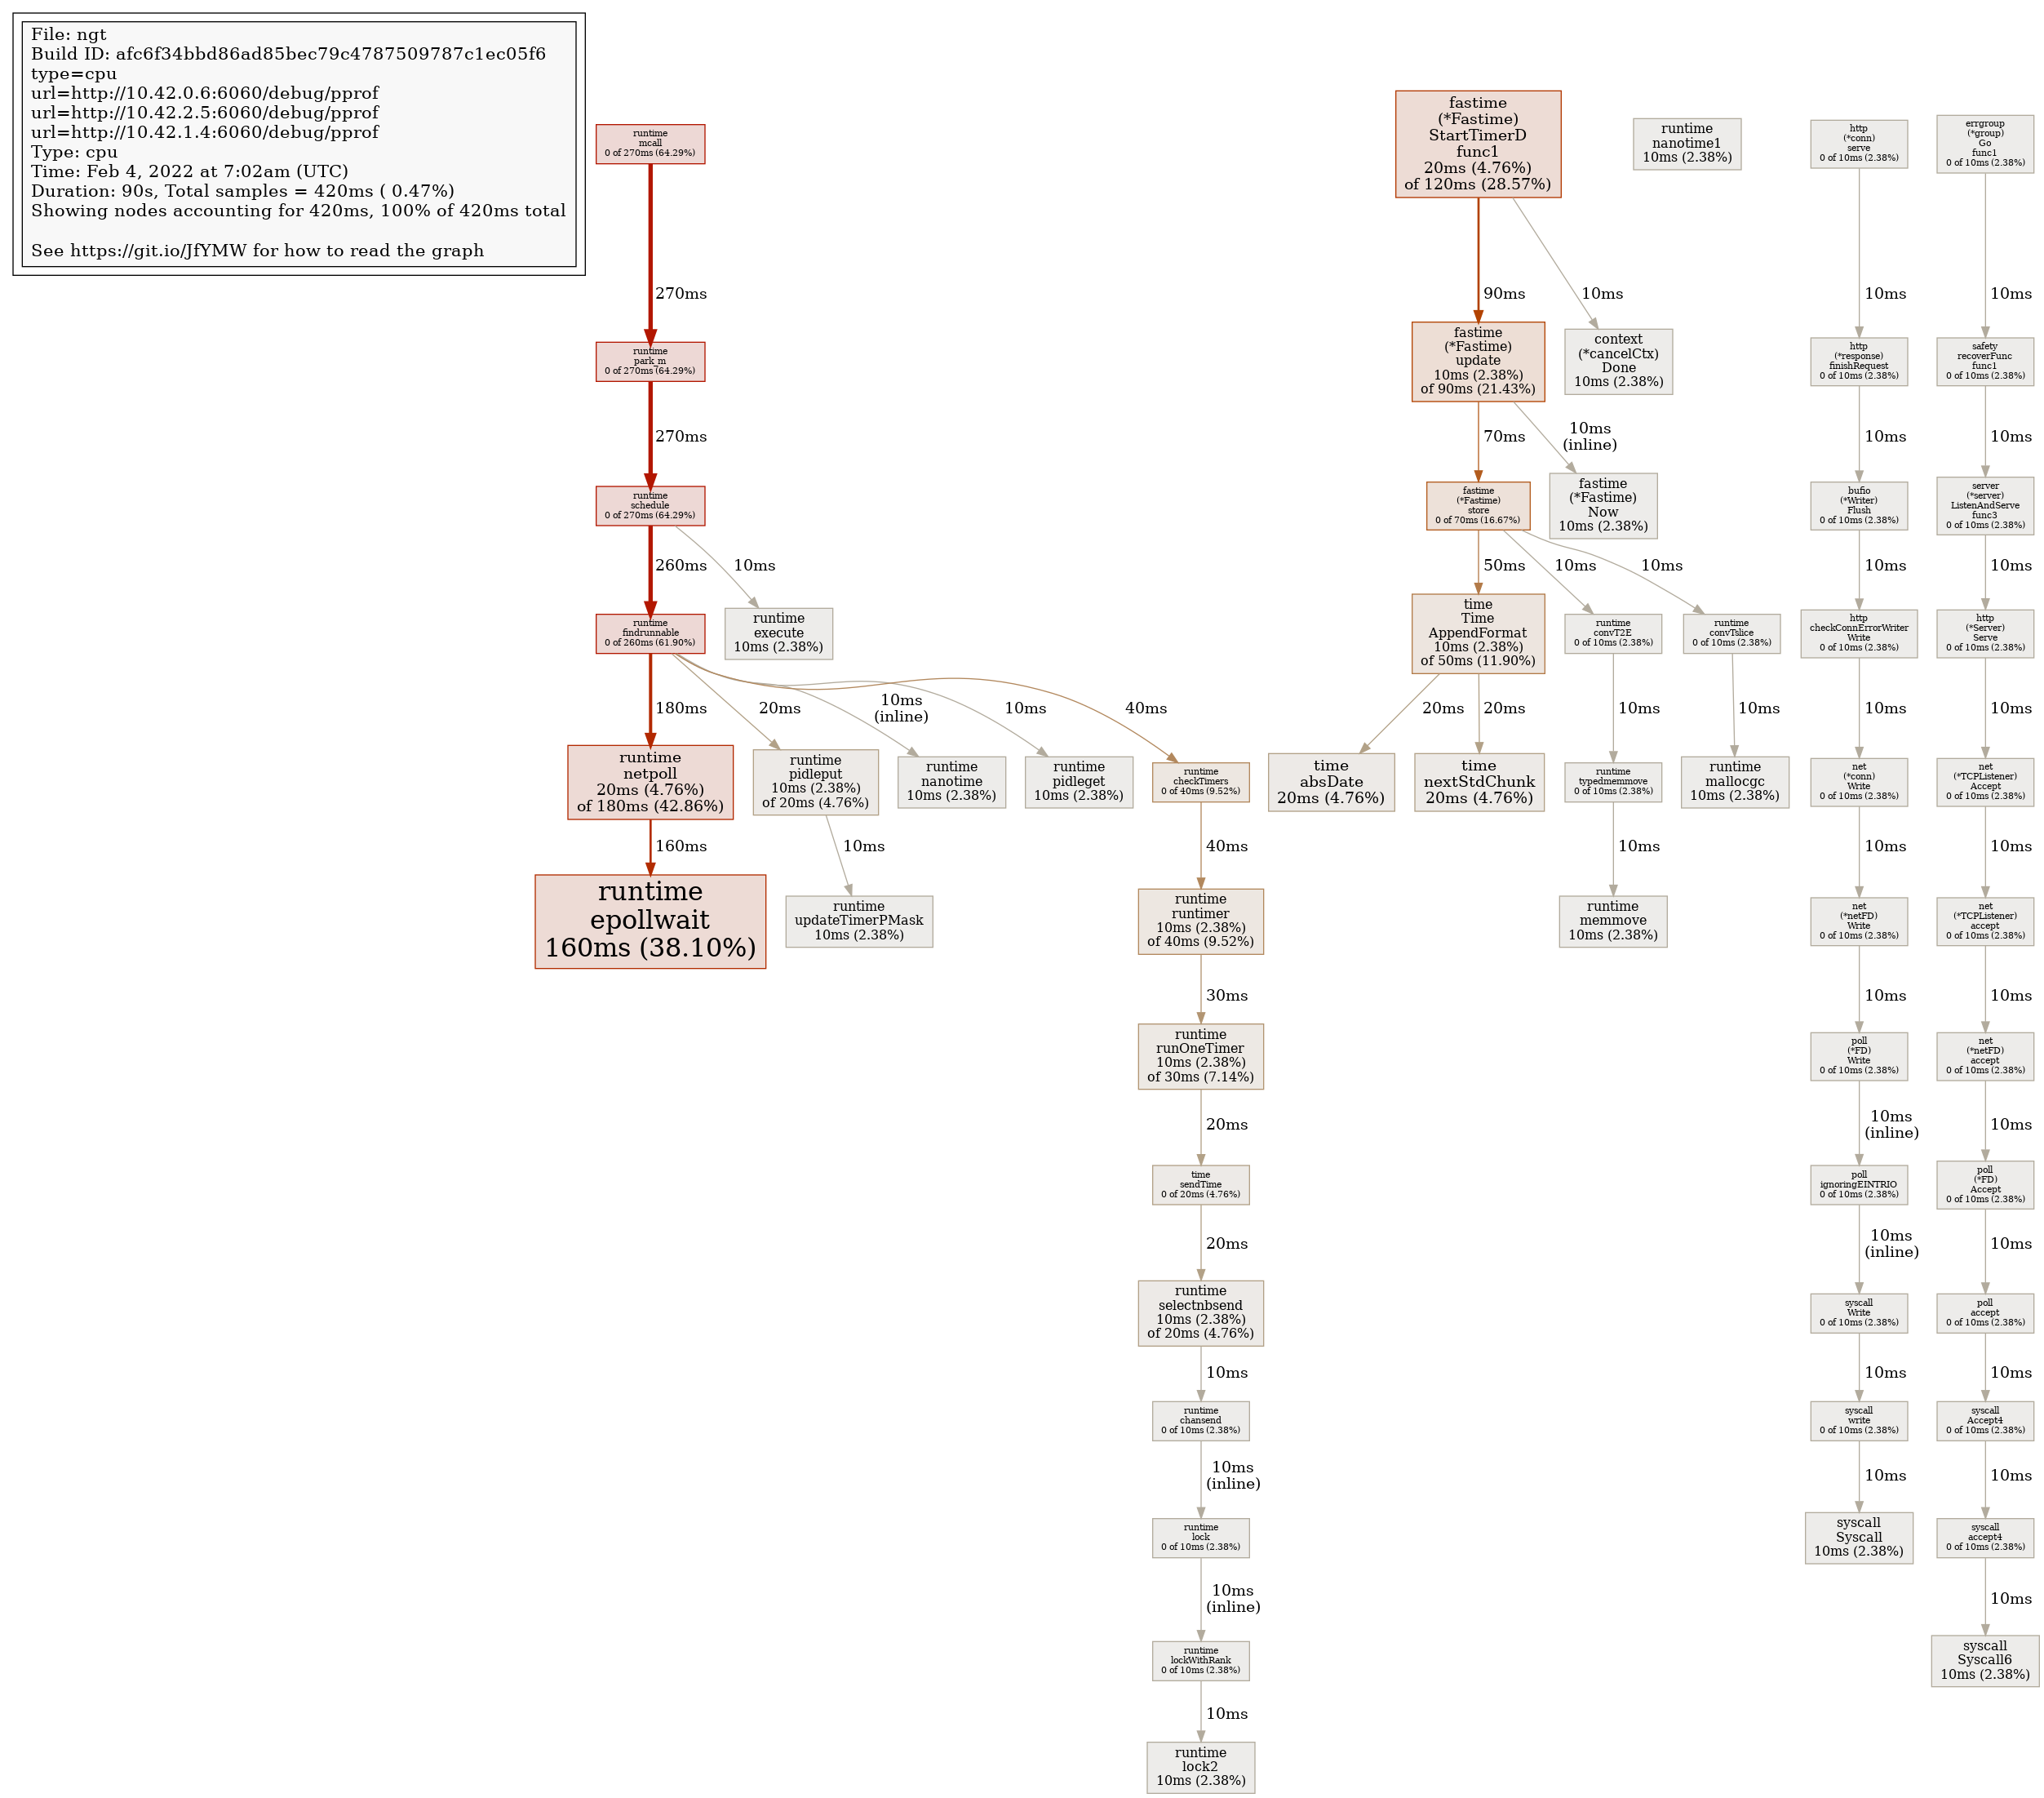 File: ngt
Build ID: afc6f34bbd86ad85bec79c4787509787c1ec05f6
type=cpu
url=http://10.42.0.6:6060/debug/pprof
url=http://10.42.2.5:6060/debug/pprof
url=http://10.42.1.4:6060/debug/pprof
Type: cpu
Time: Feb 4, 2022 at 7:02am (UTC)
Duration: 90s, Total samples = 420ms ( 0.47%)
Showing nodes accounting for 420ms, 100% of 420ms total
See https://git.io/JfYMW for how to read the graph
runtime
mcall
0 of 270ms (64.29%)
270ms
runtime
park_m
0 of 270ms (64.29%)
270ms
runtime
schedule
0 of 270ms (64.29%)
260ms
10ms
runtime
findrunnable
0 of 260ms (61.90%)
runtime
execute
10ms (2.38%)
180ms
20ms
10ms
(inline)
10ms
40ms
runtime
netpoll
20ms (4.76%)
of 180ms (42.86%)
runtime
pidleput
10ms (2.38%)
of 20ms (4.76%)
runtime
nanotime
10ms (2.38%)
runtime
pidleget
10ms (2.38%)
runtime
checkTimers
0 of 40ms (9.52%)
160ms
10ms
40ms
runtime
epollwait
160ms (38.10%)
runtime
updateTimerPMask
10ms (2.38%)
runtime
runtimer
10ms (2.38%)
of 40ms (9.52%)
30ms
runtime
runOneTimer
10ms (2.38%)
of 30ms (7.14%)
20ms
time
sendTime
0 of 20ms (4.76%)
20ms
runtime
selectnbsend
10ms (2.38%)
of 20ms (4.76%)
10ms
runtime
chansend
0 of 10ms (2.38%)
10ms
(inline)
runtime
lock
0 of 10ms (2.38%)
10ms
(inline)
runtime
lockWithRank
0 of 10ms (2.38%)
10ms
runtime
lock2
10ms (2.38%)
fastime
(*Fastime)
StartTimerD
func1
20ms (4.76%)
of 120ms (28.57%)
90ms
10ms
fastime
(*Fastime)
update
10ms (2.38%)
of 90ms (21.43%)
context
(*cancelCtx)
Done
10ms (2.38%)
70ms
10ms
(inline)
fastime
(*Fastime)
store
0 of 70ms (16.67%)
fastime
(*Fastime)
Now
10ms (2.38%)
50ms
10ms
10ms
time
Time
AppendFormat
10ms (2.38%)
of 50ms (11.90%)
runtime
convT2E
0 of 10ms (2.38%)
runtime
convTslice
0 of 10ms (2.38%)
20ms
20ms
10ms
10ms
time
absDate
20ms (4.76%)
time
nextStdChunk
20ms (4.76%)
runtime
typedmemmove
0 of 10ms (2.38%)
runtime
mallocgc
10ms (2.38%)
10ms
runtime
memmove
10ms (2.38%)
runtime
nanotime1
10ms (2.38%)
http
(*conn)
serve
0 of 10ms (2.38%)
10ms
http
(*response)
finishRequest
0 of 10ms (2.38%)
10ms
bufio
(*Writer)
Flush
0 of 10ms (2.38%)
10ms
http
checkConnErrorWriter
Write
0 of 10ms (2.38%)
10ms
net
(*conn)
Write
0 of 10ms (2.38%)
10ms
net
(*netFD)
Write
0 of 10ms (2.38%)
10ms
poll
(*FD)
Write
0 of 10ms (2.38%)
10ms
(inline)
poll
ignoringEINTRIO
0 of 10ms (2.38%)
10ms
(inline)
syscall
Write
0 of 10ms (2.38%)
10ms
syscall
write
0 of 10ms (2.38%)
10ms
syscall
Syscall
10ms (2.38%)
errgroup
(*group)
Go
func1
0 of 10ms (2.38%)
10ms
safety
recoverFunc
func1
0 of 10ms (2.38%)
10ms
server
(*server)
ListenAndServe
func3
0 of 10ms (2.38%)
10ms
http
(*Server)
Serve
0 of 10ms (2.38%)
10ms
net
(*TCPListener)
Accept
0 of 10ms (2.38%)
10ms
net
(*TCPListener)
accept
0 of 10ms (2.38%)
10ms
net
(*netFD)
accept
0 of 10ms (2.38%)
10ms
poll
(*FD)
Accept
0 of 10ms (2.38%)
10ms
poll
accept
0 of 10ms (2.38%)
10ms
syscall
Accept4
0 of 10ms (2.38%)
10ms
syscall
accept4
0 of 10ms (2.38%)
10ms
syscall
Syscall6
10ms (2.38%)